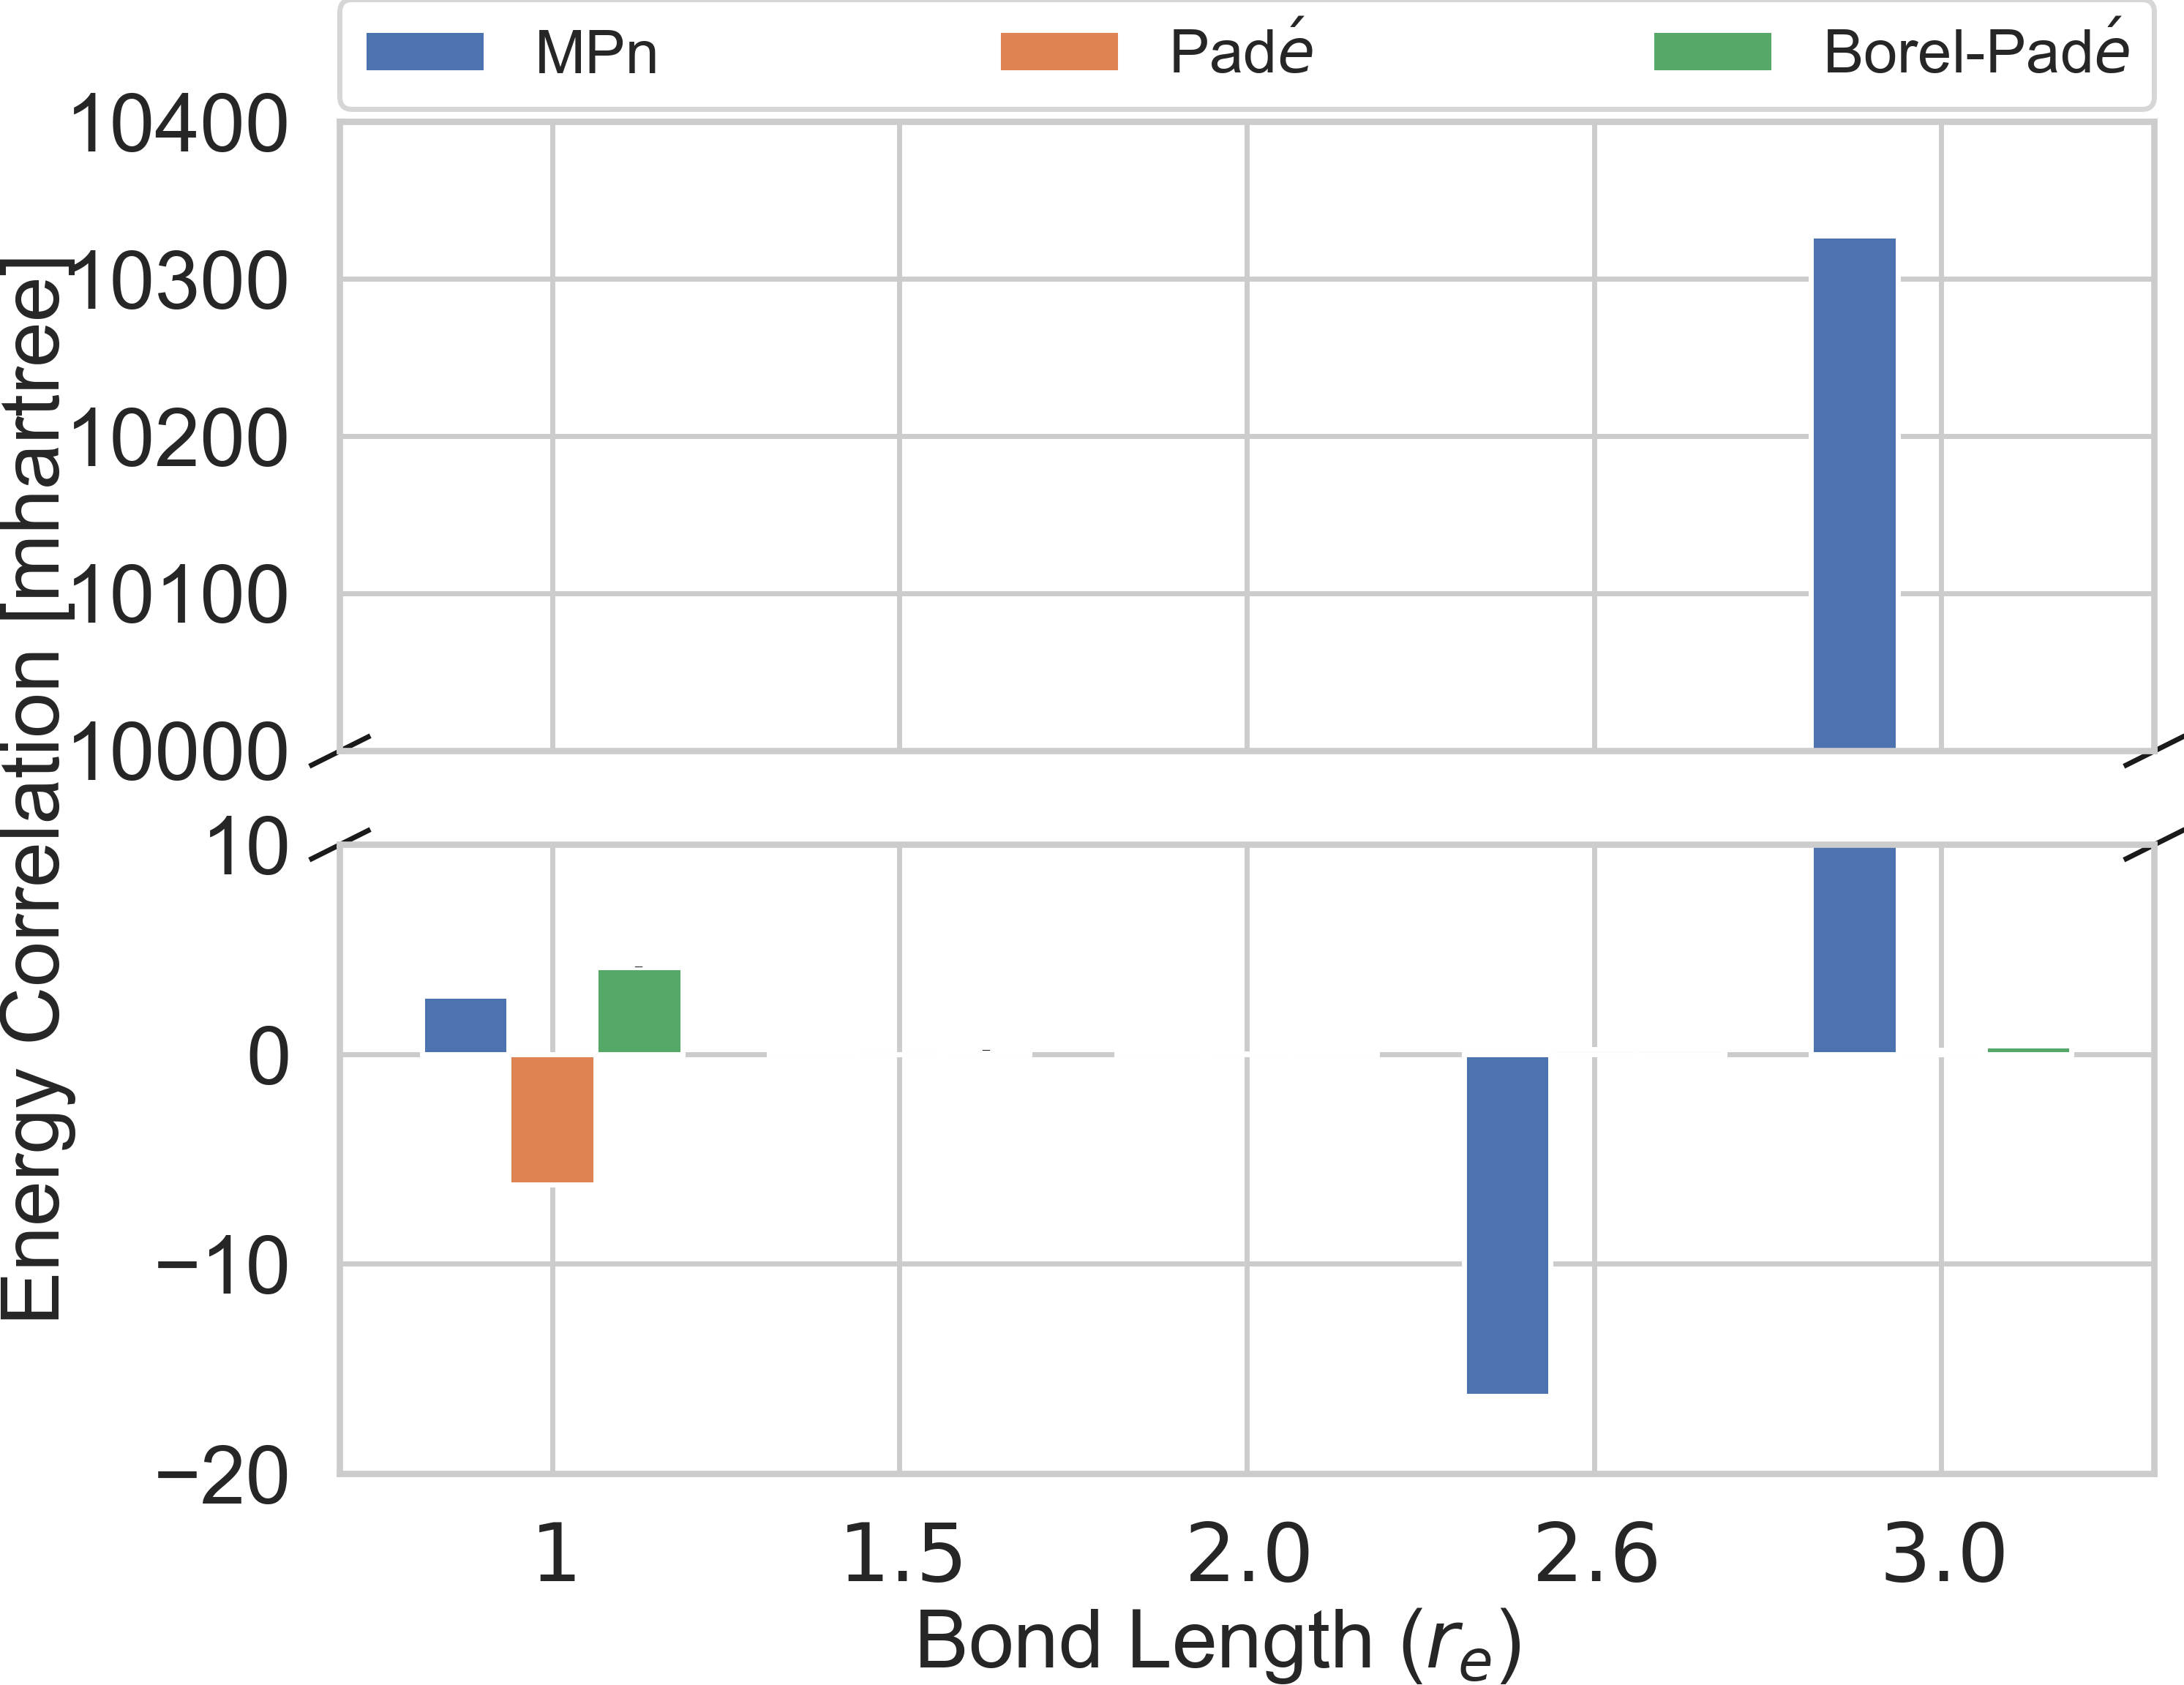 MPn Padé Borel-Padé
10400
10300
10200
10100
10000
10
0
−10
−20
Energy Correlation [mhartree]
1 1.5 2.0 2.6 3.0
Bond Length (rₑ)